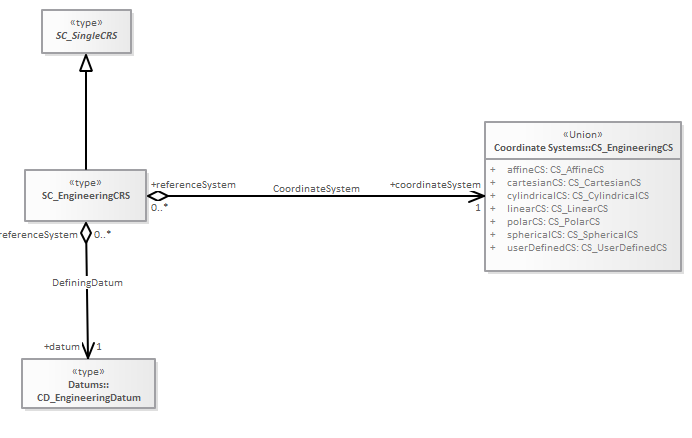 «type»
SC_SingleCRS
«Union»
Coordinate Systems::CS_EngineeringCS
+ affineCS: CS_AffineCS
+ cartesianCS: CS_CartesianCS
+ cylindricalCS: CS_CylindricalCS
+ linearCS: CS_LinearCS
+ polarCS: CS_PolarCS
+ sphericalCS: CS_SphericalCS
+ userDefinedCS: CS_UserDefinedCS
«type»
SC_EngineeringCRS
+referenceSystem
CoordinateSystem
+coordinateSystem
0..*
1
referenceSystem
0..*
DefiningDatum
+datum
1
«type»
Datums::
CD_EngineeringDatum